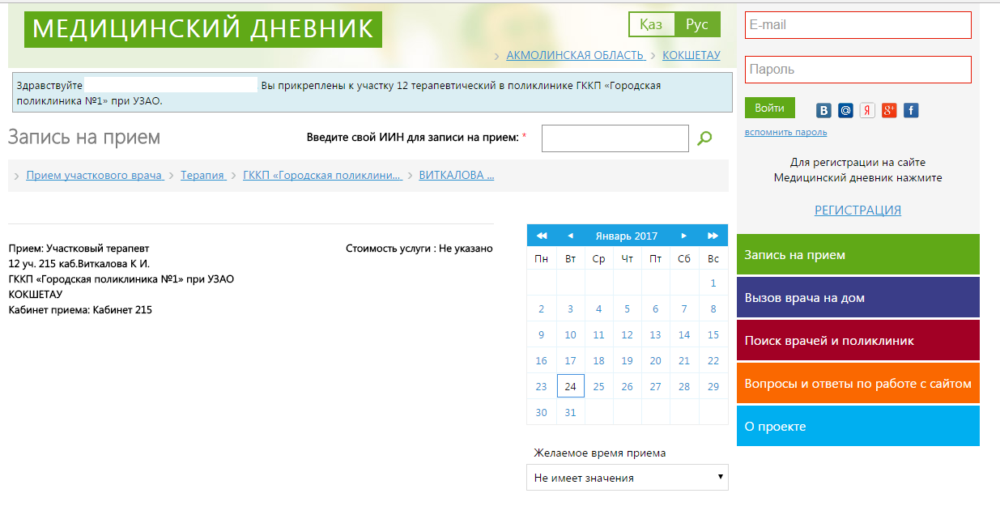 МЕДИЦИНСКИЙ ДНЕВНИК
Қаз Рус
АКМОЛИНСКАЯ ОБЛАСТЬ КОКШЕТАУ
Здравствуйте Вы прикреплены к участку 12 терапевтический в поликлинике ГККП «Городская
поликлиника №1» при УЗАО.
Запись на прием
Введите свой ИИН для записи на прием: *
Прием участкового врача Терапия ГККП «Городская поликлини... ВИТКАЛОВА ...
Прием: Участковый терапевт
12 уч. 215 каб.Виткалова К И.
ГККП «Городская поликлиника №1» при УЗАО
КОКШЕТАУ
Кабинет приема: Кабинет 215
Стоимость услуги : Не указано
Январь 2017
Пн Вт Ср Чт Пт Сб Вс
1
2 3 4 5 6 7 8
9 10 11 12 13 14 15
16 17 18 19 20 21 22
23 24 25 26 27 28 29
30 31
Желаемое время приема
Не имеет значения
E-mail
Пароль
Войти
В @ Я g+ f
вспомнить пароль
Для регистрации на сайте
Медицинский дневник нажмите
РЕГИСТРАЦИЯ
Запись на прием
Вызов врача на дом
Поиск врачей и поликлиник
Вопросы и ответы по работе с сайтом
О проекте